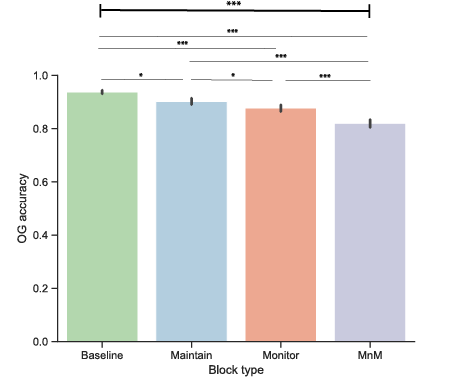 ***
***
***
***
* * ***
1.0
0.8
0.6
0.4
0.2
0.0
OG accuracy
Baseline Maintain Monitor MnM
Block type